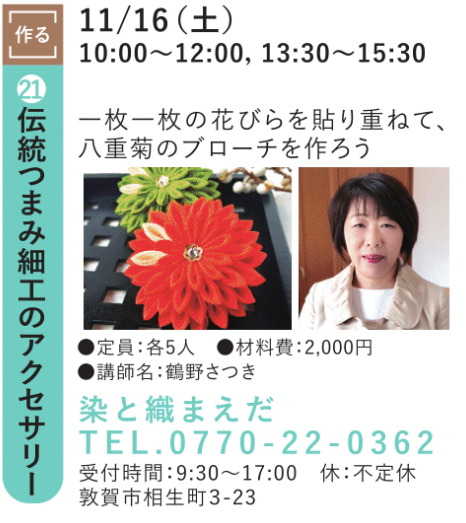 作る
㉑伝統つまみ細工のアクセサリー
11/16（土）
10:00～12:00, 13:30～15:30
一枚一枚の花びらを貼り重ねて、
八重菊のブローチを作ろう
●定員：各5人　●材料費：2,000円
●講師名：鶴野さつき
染と織まえだ
TEL.0770-22-0362
受付時間：9:30～17:00　休：不定休
敦賀市相生町3-23